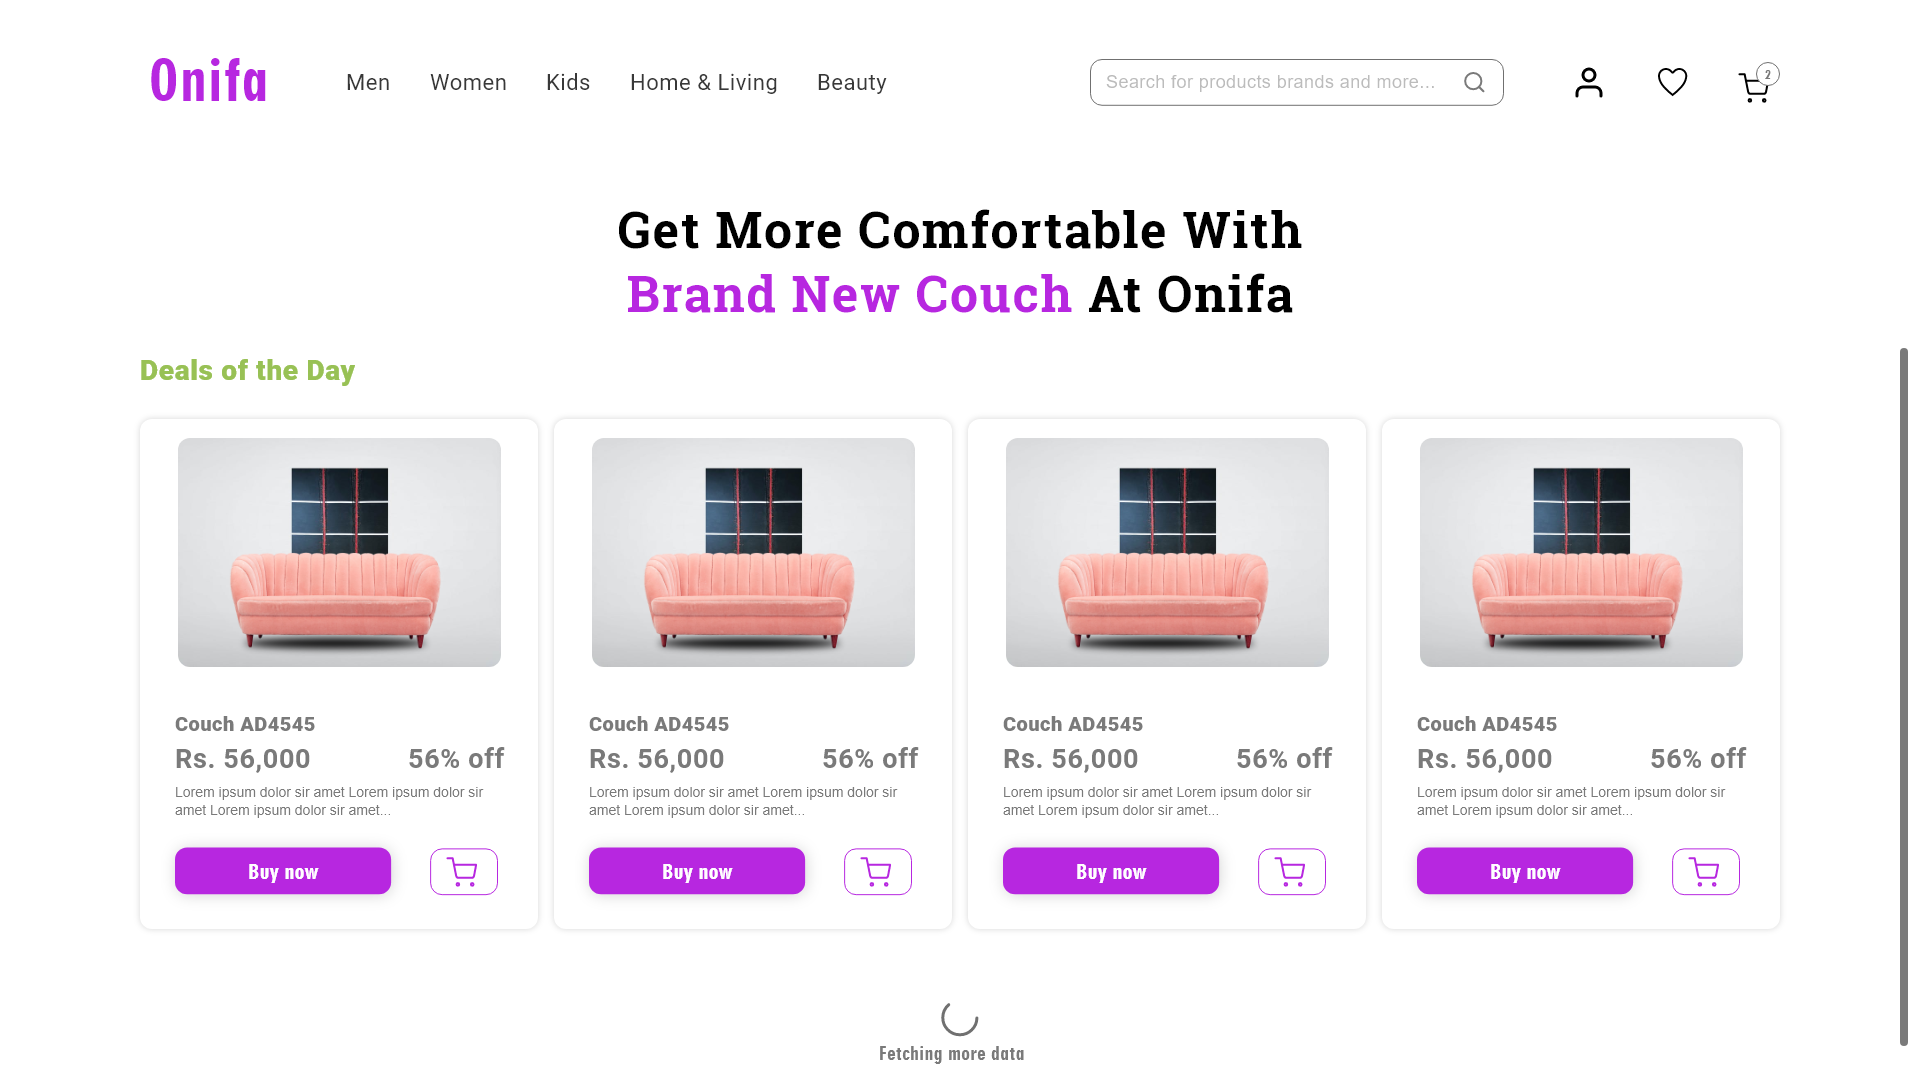 Onifa
Men Women Kids Home & Living Beauty
Search for products brands and more...
2
Get More Comfortable With
Brand New Couch At Onifa
Deals of the Day
Couch AD4545
Rs. 56,000 56% off
Lorem ipsum dolor sir amet Lorem ipsum dolor sir
amet Lorem ipsum dolor sir amet...
Buy now
Couch AD4545
Rs. 56,000 56% off
Lorem ipsum dolor sir amet Lorem ipsum dolor sir
amet Lorem ipsum dolor sir amet...
Buy now
Couch AD4545
Rs. 56,000 56% off
Lorem ipsum dolor sir amet Lorem ipsum dolor sir
amet Lorem ipsum dolor sir amet...
Buy now
Couch AD4545
Rs. 56,000 56% off
Lorem ipsum dolor sir amet Lorem ipsum dolor sir
amet Lorem ipsum dolor sir amet...
Buy now
Fetching more data